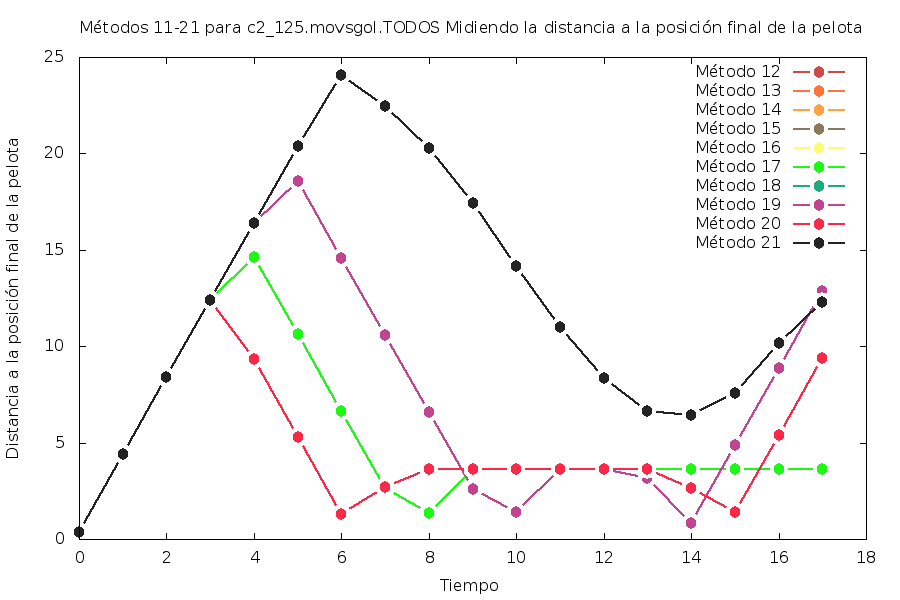 Métodos 11-21 para c2_125.movsgol.TODOS Midiendo la distancia a la posición final de la pelota
25
20
15
10
5
0
Distancia a la posición final de la pelota
Método 12
Método 13
Método 14
Método 15
Método 16
Método 17
Método 18
Método 19
Método 20
Método 21
0 2 4 6 8 10 12 14 16 18
Tiempo